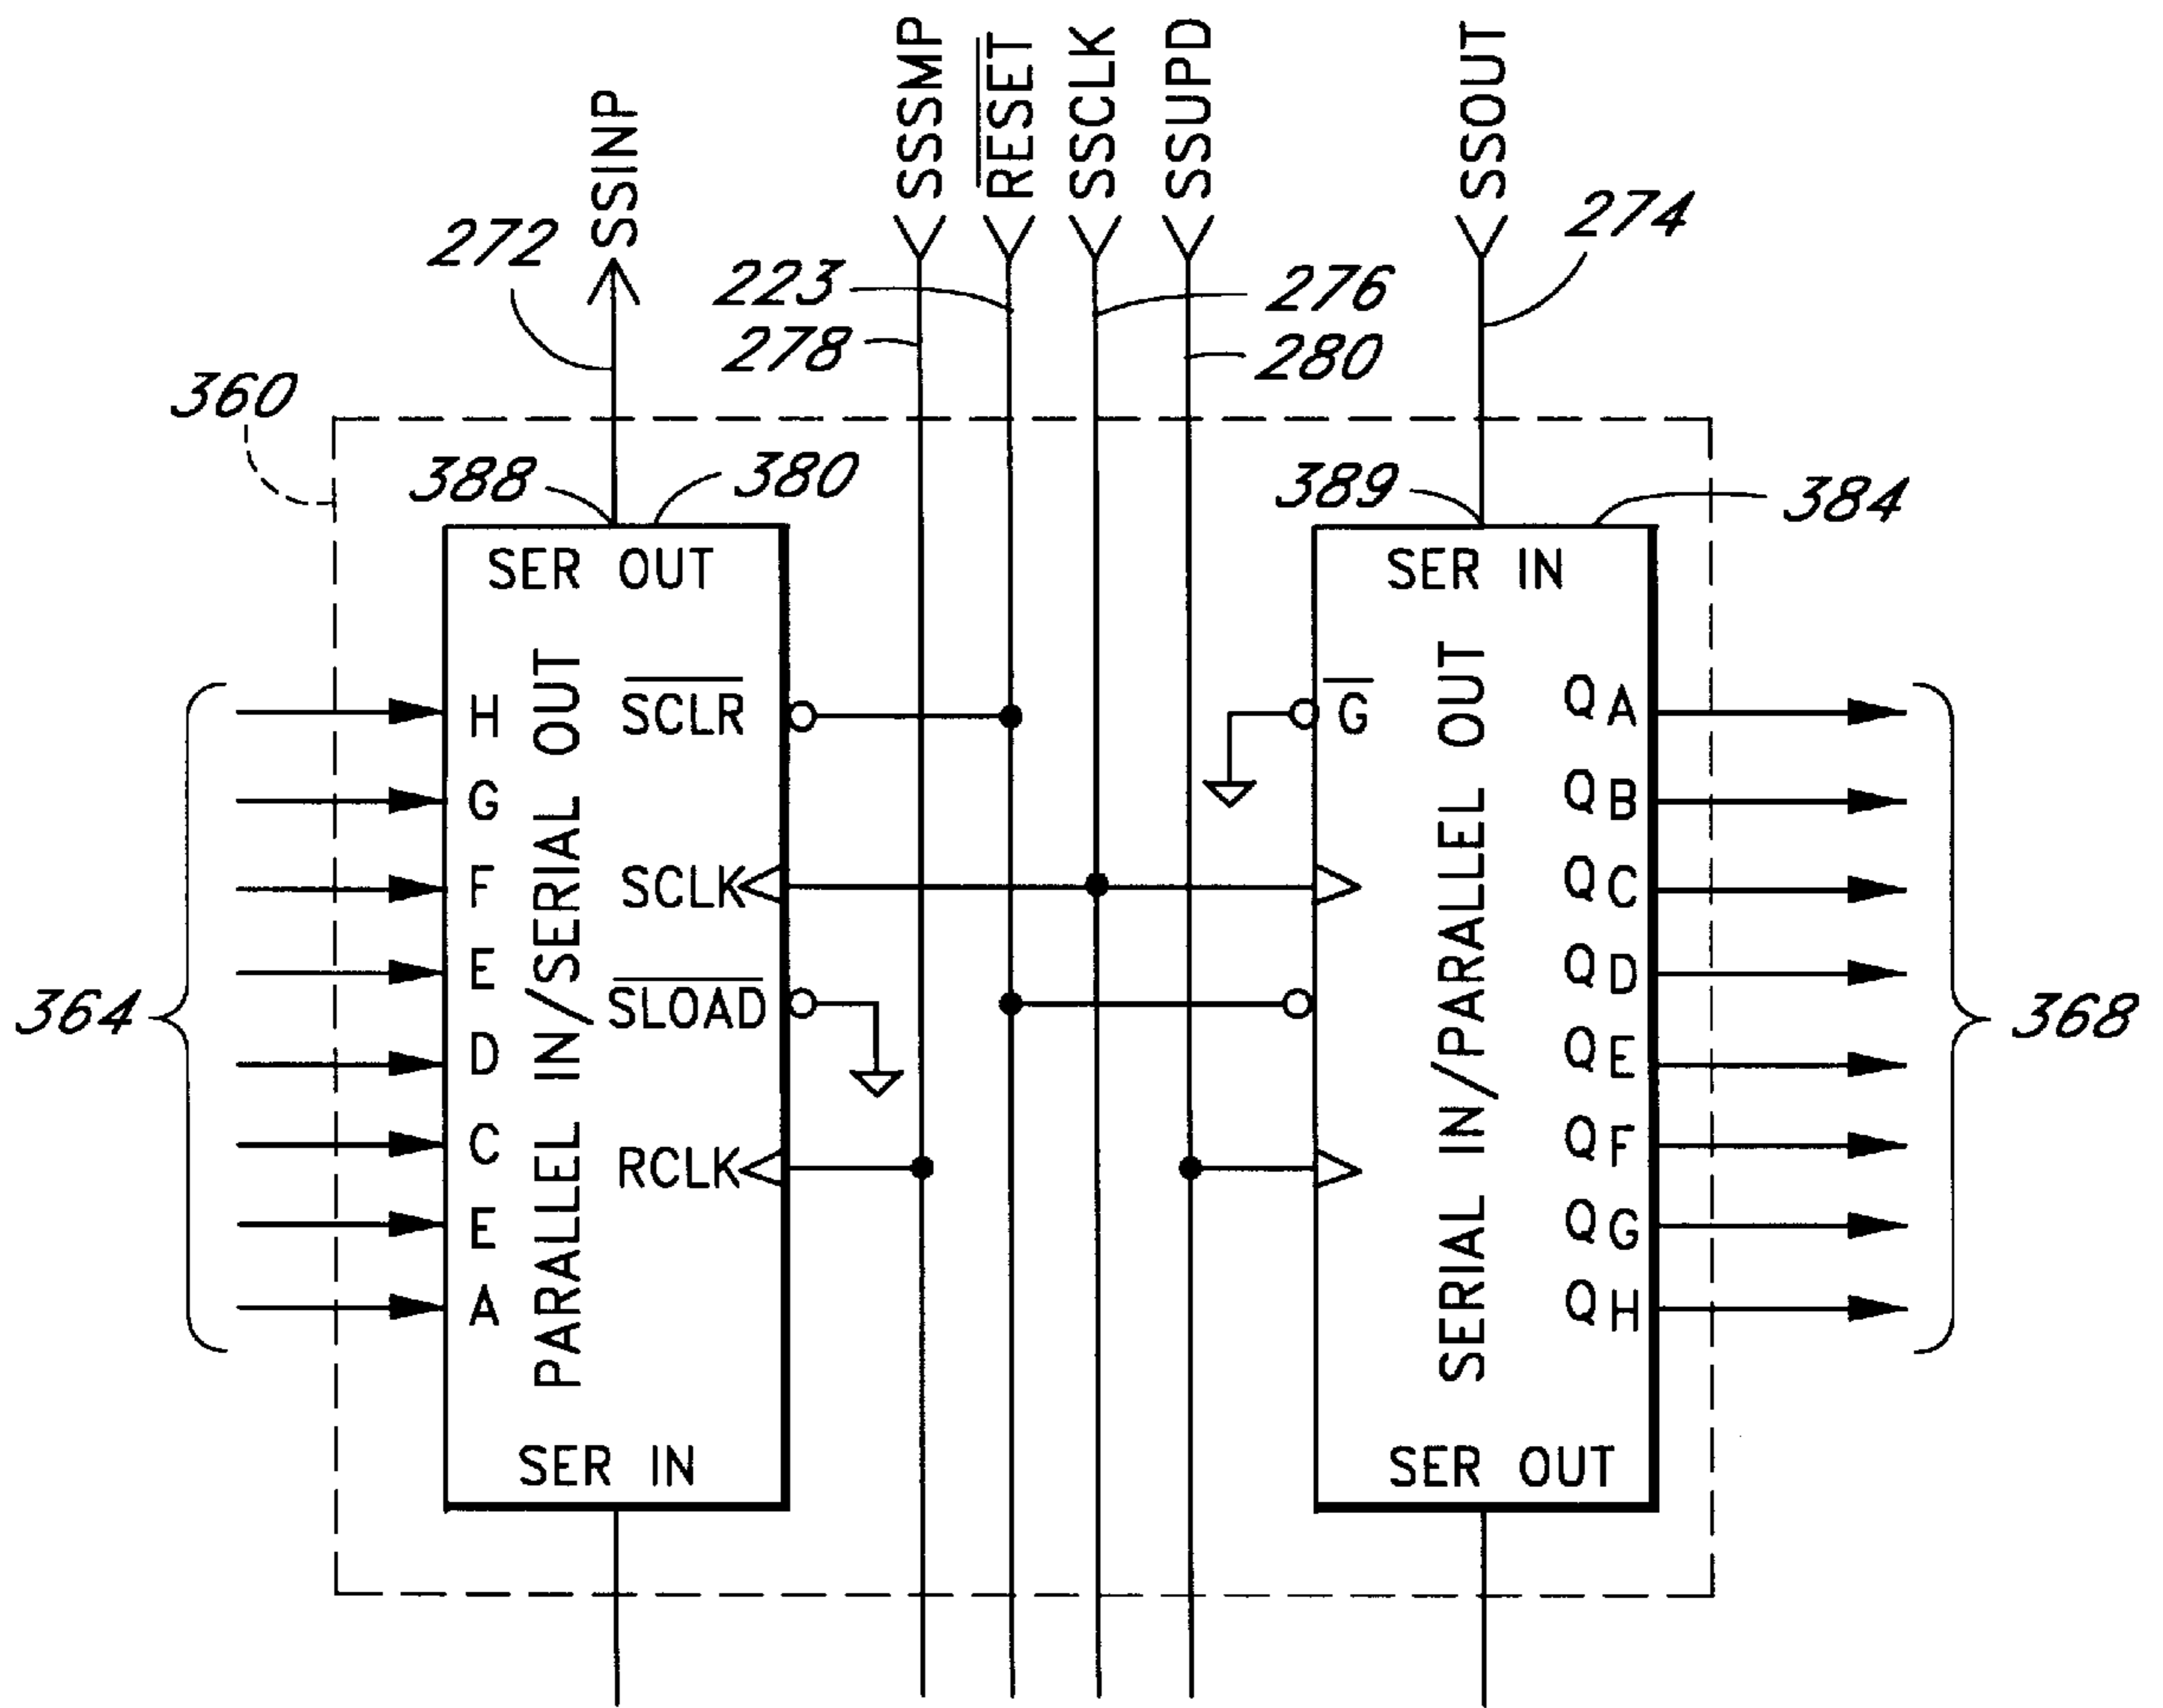 SSINP
SSSMP
RESET
SSCLK
SSUPD
SSOUT
272
223
278
276
280
274
360
388
380
389
384
SER OUT
SER IN
PARALLEL IN/SERIAL OUT
SERIAL IN/PARALLEL OUT
H
G
F
E
D
C
E
A
SCLR
SCLK
SLOAD
RCLK
G
QA
QB
QC
QD
QE
QF
QG
QH
364
368
SER IN
SER OUT